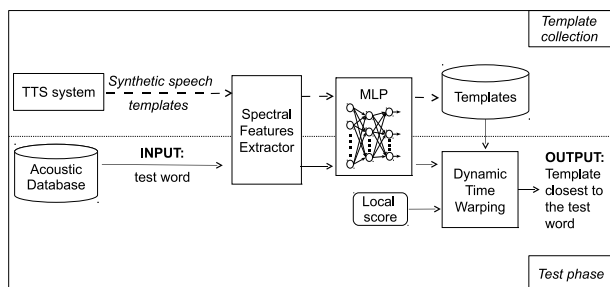 Template
collection
TTS system
Synthetic speech
templates
Spectral
Features
Extractor
MLP
Templates
Acoustic
Database
INPUT:
test word
Local
score
Dynamic
Time
Warping
OUTPUT:
Template
closest to
the test
word
Test phase